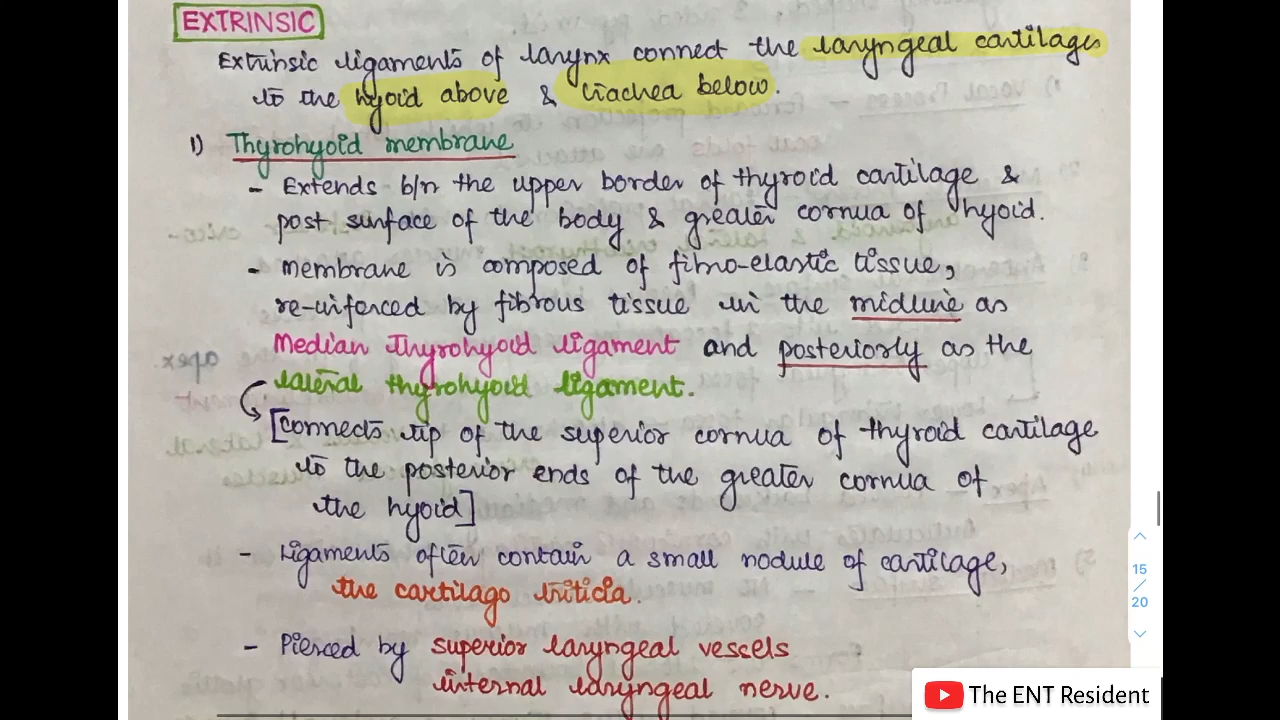 EXTRINSIC
Extrinsic ligaments of larynx connect the laryngeal cartilages
to the hyoid above & trachea below.
1) Thyrohyoid membrane
- Extends b/n the upper border of thyroid cartilage &
post surface of the body & greater cornua of hyoid.
- membrane is composed of fibro-elastic tissue,
re-inforced by fibrous tissue in the midline as
Median Thyrohyoid ligament and posteriorly as the
lateral thyrohyoid ligament.
[connects tip of the superior cornua of thyroid cartilage
to the posterior ends of the greater cornua of
the hyoid]
- Ligaments often contain a small nodule of cartilage,
the cartilago triticia.
- Pierced by superior laryngeal vessels
internal laryngeal nerve.
15
/
20
The ENT Resident